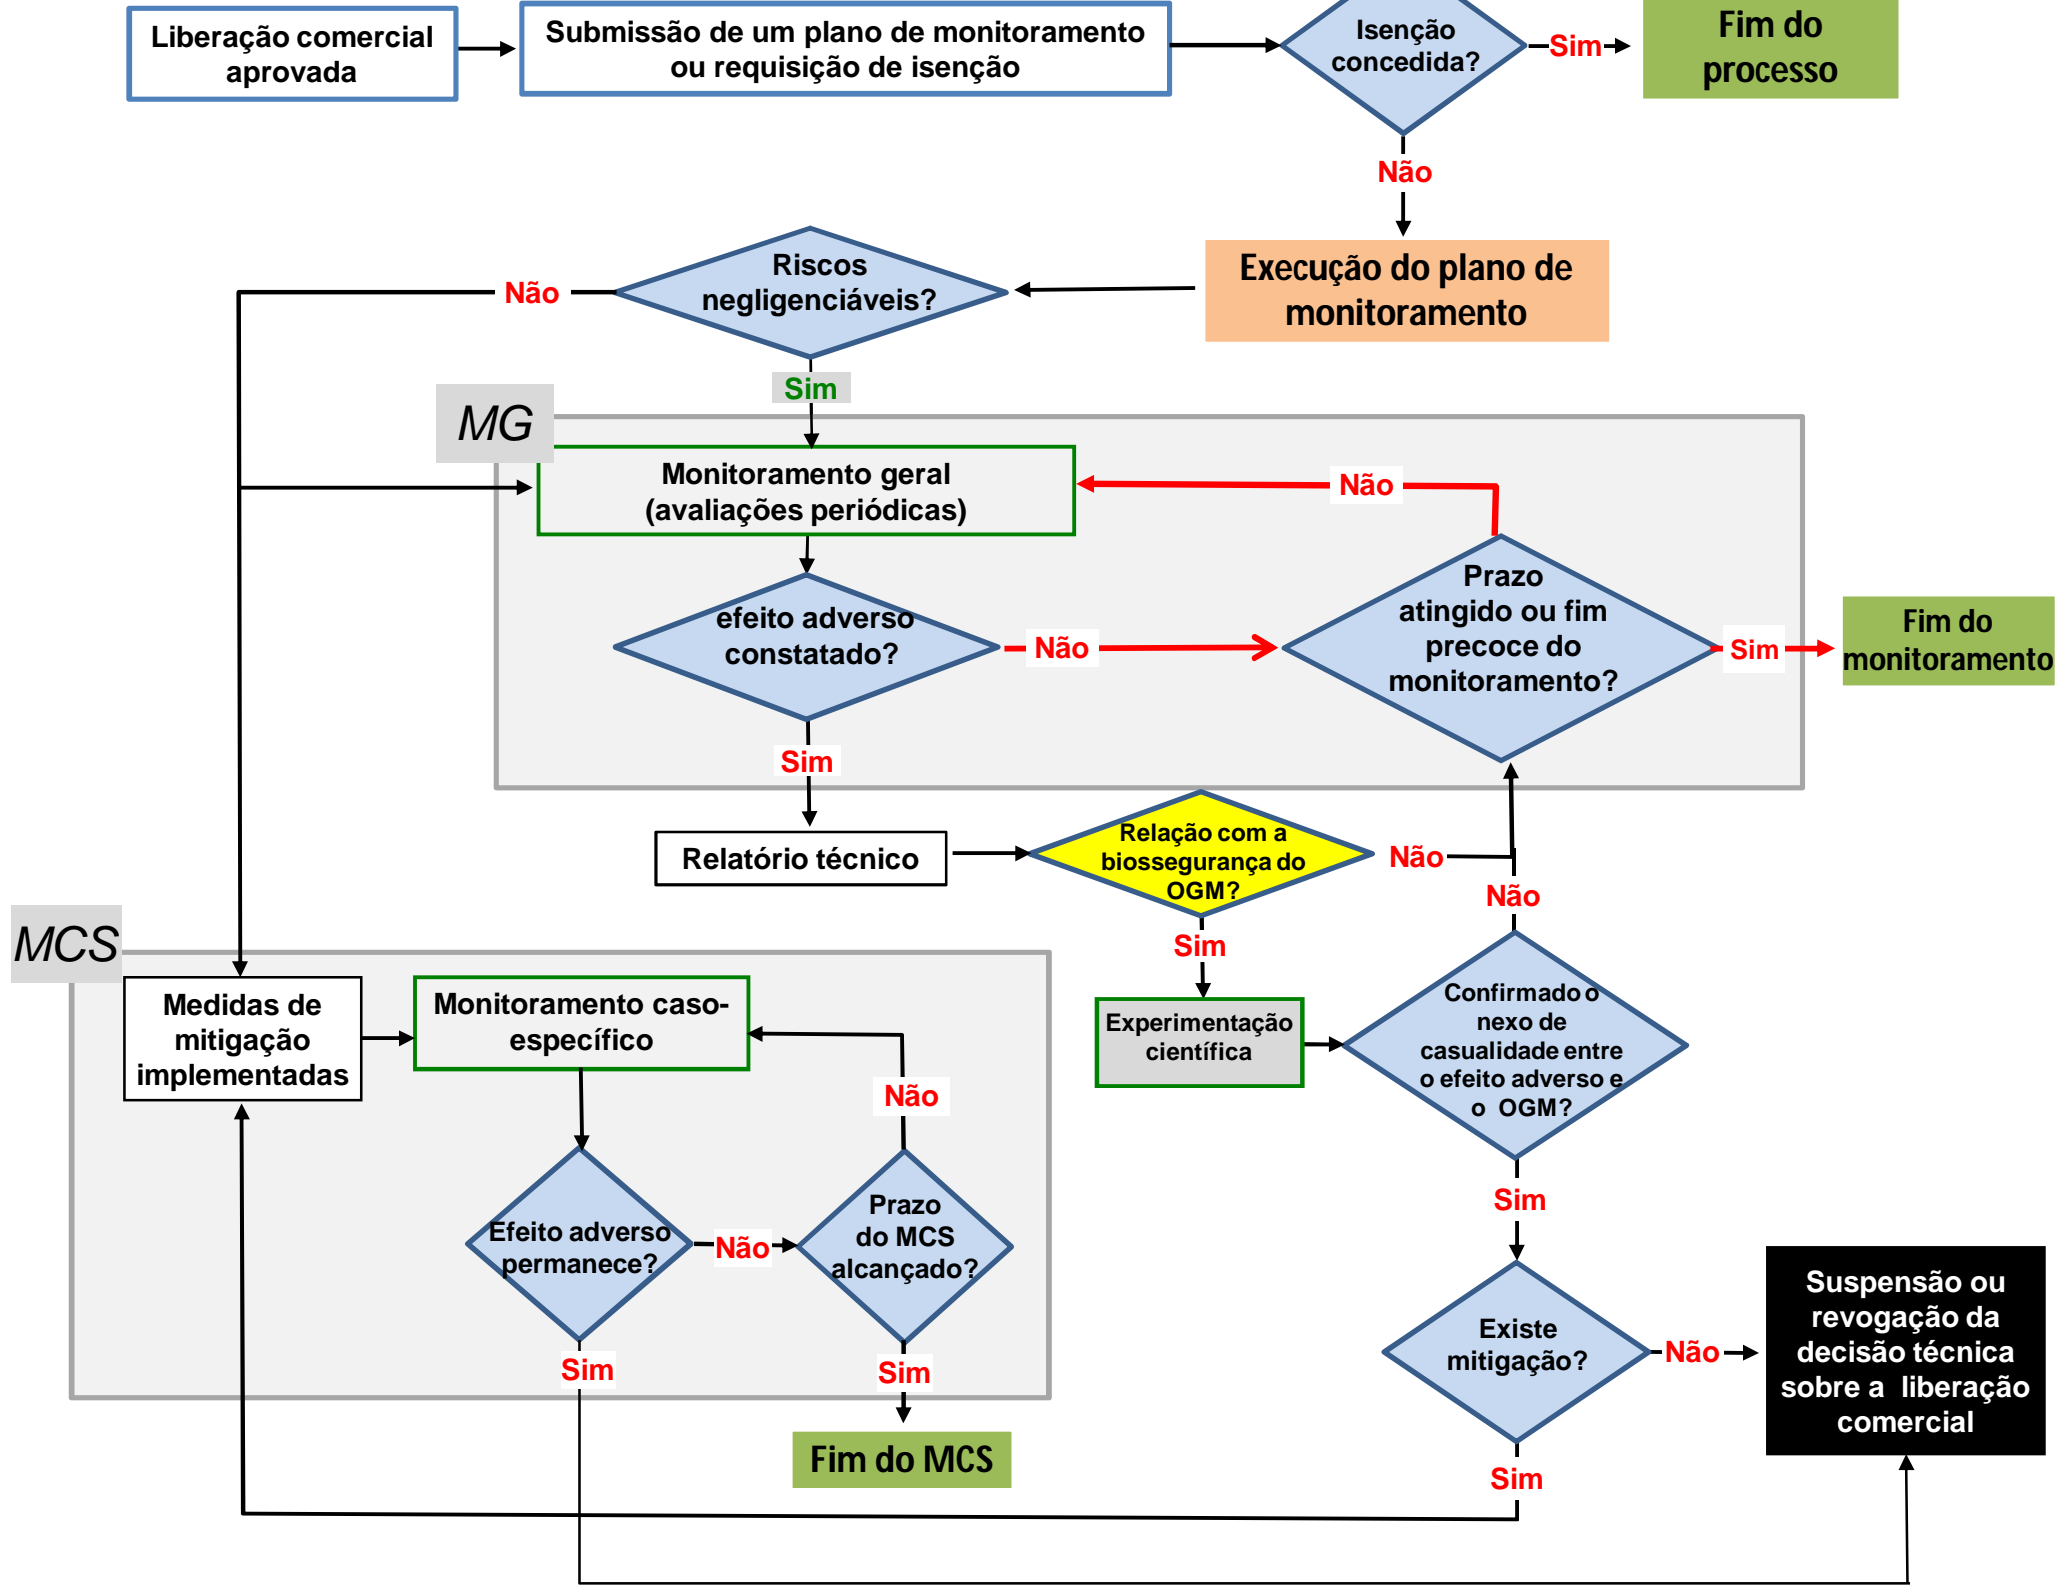 Liberação comercial
aprovada
Submissão de um plano de monitoramento
ou requisição de isenção
Isenção
concedida?
Sim
Fim do
processo
Não
Execução do plano de
monitoramento
Riscos
negligenciáveis?
Não
Sim
MG
Monitoramento geral
(avaliações periódicas)
Não
efeito adverso
constatado?
Não
Prazo
atingido ou fim
precoce do
monitoramento?
Sim
Fim do
monitoramento
Sim
Relatório técnico
Relação com a
biossegurança do
OGM?
Não
Não
Sim
MCS
Medidas de
mitigação
implementadas
Monitoramento caso-
específico
Não
Experimentação
científica
Confirmado o
nexo de
casualidade entre
o efeito adverso e
o OGM?
Sim
Efeito adverso
permanece?
Não
Prazo
do MCS
alcançado?
Sim
Sim
Fim do MCS
Existe
mitigação?
Não
Suspensão ou
revogação da
decisão técnica
sobre a liberação
comercial
Sim